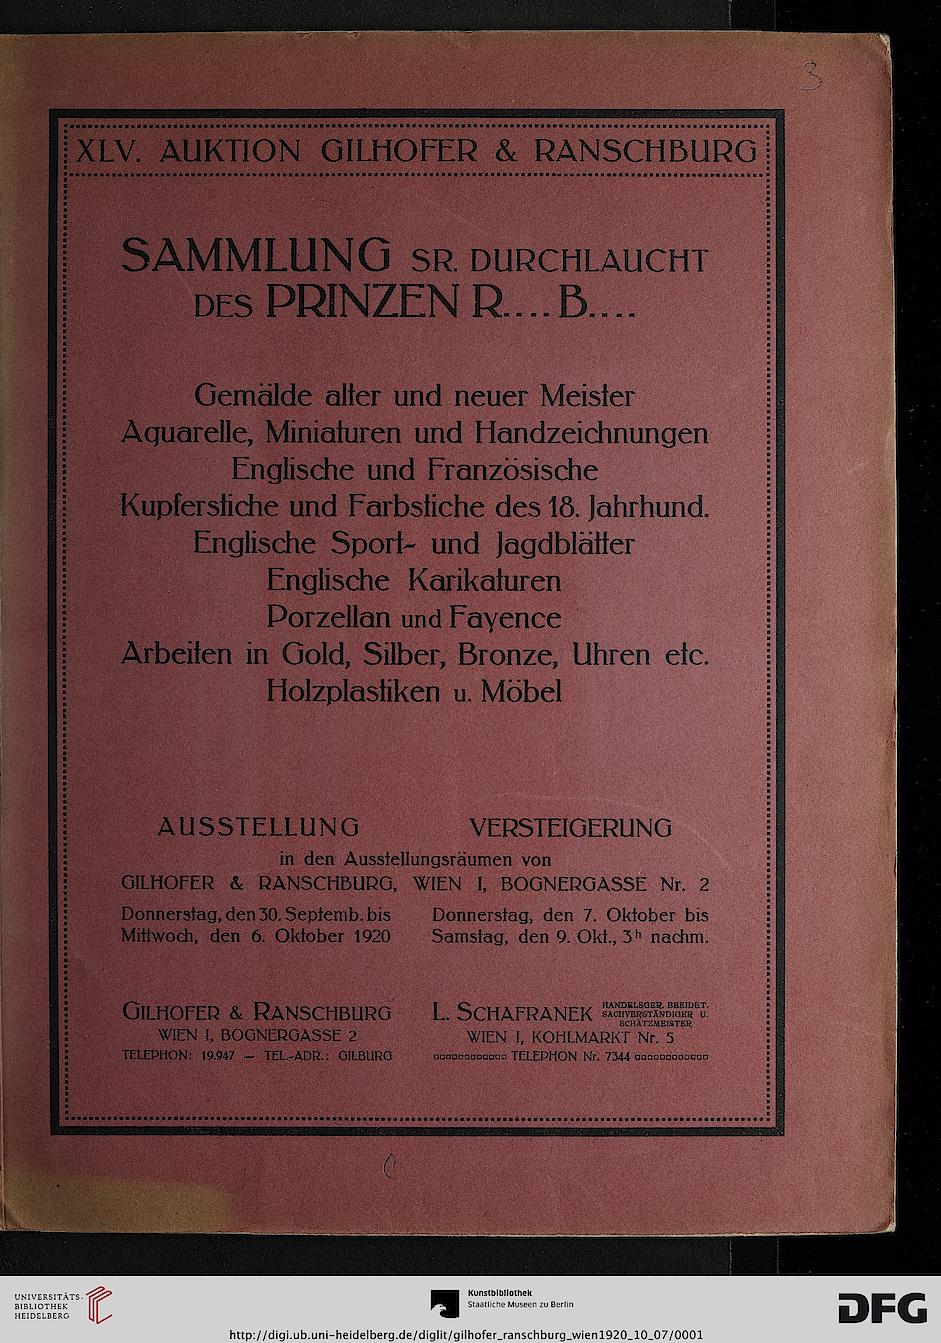 3
XLV. AUKTION GILHOFER & RANSCHBURG
SAMMLUNG SR. DURCHLAUCHT
DES PRINZEN R.... B....
Gemälde alter und neuer Meister
Aquarelle, Miniaturen und Handzeichnungen
Englische und Französische
Kupferstiche und Farbstiche des 18. Jahrhund.
Englische Sport- und Jagdblätter
Englische Karikaturen
Porzellan und Fayence
Arbeiten in Gold, Silber, Bronze, Uhren etc.
Holzplastiken u. Möbel
AUSSTELLUNG VERSTEIGERUNG
in den Ausstellungsräumen von
GILHOFER & RANSCHBURG, WIEN I, BOGNERGASSE Nr. 2
Donnerstag, den 30. Septemb. bis
Mittwoch, den 6. Oktober 1920
Donnerstag, den 7. Oktober bis
Samstag, den 9. Okt., 3h nachm.
GILHOFER & RANSCHBURG
WIEN I, BOGNERGASSE 2
TELEPHON: 19.947 — TEL.-ADR.: GILBURG
L. SCHAFRANEK HANDELSGER. BEEIDET.
SACHVERSTÄNDIGER U.
SCHÄTZMEISTER
WIEN I, KOHLMARKT Nr. 5
TELEPHON Nr. 7344
UNIVERSITÄTS-
BIBLIOTHEK
HEIDELBERG
Kunstbibliothek
Staatliche Museen zu Berlin
DFG
http://digi.ub.uni-heidelberg.de/diglit/gilhofer_ranschburg_wien1920_10_07/0001